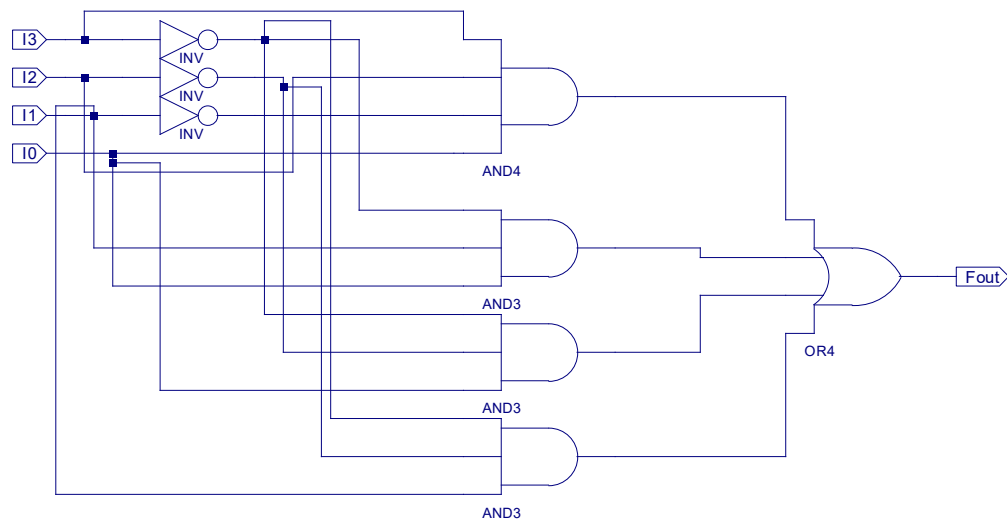 I3
INV
I2
INV
I1
INV
I0
AND4
AND3
Fout
OR4
AND3
AND3